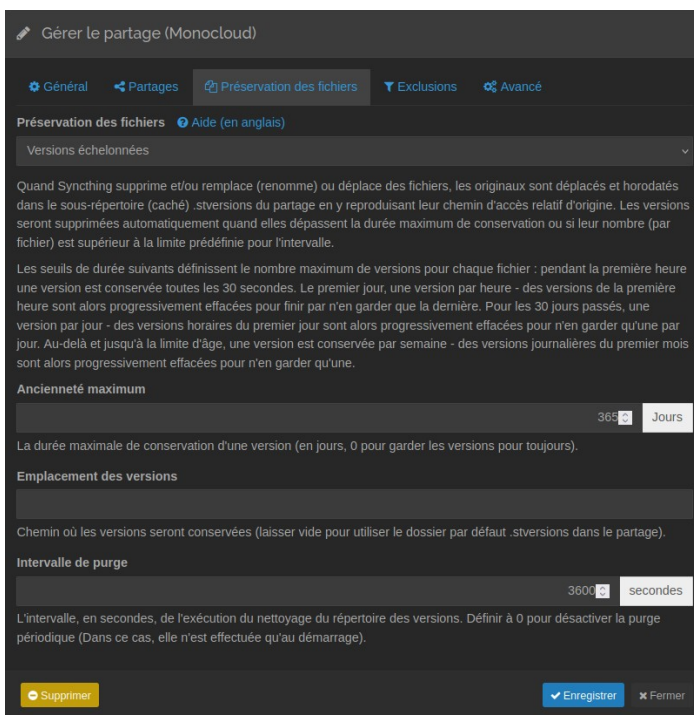 Gérer le partage (Monocloud)
Général Partages Préservation des fichiers Exclusions Avancé
Préservation des fichiers Aide (en anglais)
Versions échelonnées
Quand Syncthing supprime et/ou remplace (renomme) ou déplace des fichiers, les originaux sont déplacés et horodatés
dans le sous-répertoire (caché) .stversions du partage en y reproduisant leur chemin d'accès relatif d'origine. Les versions
seront supprimées automatiquement quand elles dépassent la durée maximum de conservation ou si leur nombre (par
fichier) est supérieur à la limite prédéfinie pour l'intervalle.
Les seuils de durée suivants définissent le nombre maximum de versions pour chaque fichier : pendant la première heure
une version est conservée toutes les 30 secondes. Le premier jour, une version par heure - des versions de la première
heure sont alors progressivement effacées pour finir par n'en garder que la dernière. Pour les 30 jours passés, une
version par jour - des versions horaires du premier jour sont alors progressivement effacées pour n'en garder qu'une par
jour. Au-delà et jusqu'à la limite d'âge, une version est conservée par semaine - des versions journalières du premier mois
sont alors progressivement effacées pour n'en garder qu'une.
Ancienneté maximum
365 Jours
La durée maximale de conservation d'une version (en jours, 0 pour garder les versions pour toujours).
Emplacement des versions
Chemin où les versions seront conservées (laisser vide pour utiliser le dossier par défaut .stversions dans le partage).
Intervalle de purge
3600 secondes
L'intervalle, en secondes, de l'exécution du nettoyage du répertoire des versions. Définir à 0 pour désactiver la purge
périodique (Dans ce cas, elle n'est effectuée qu'au démarrage).
Supprimer Enregistrer Fermer